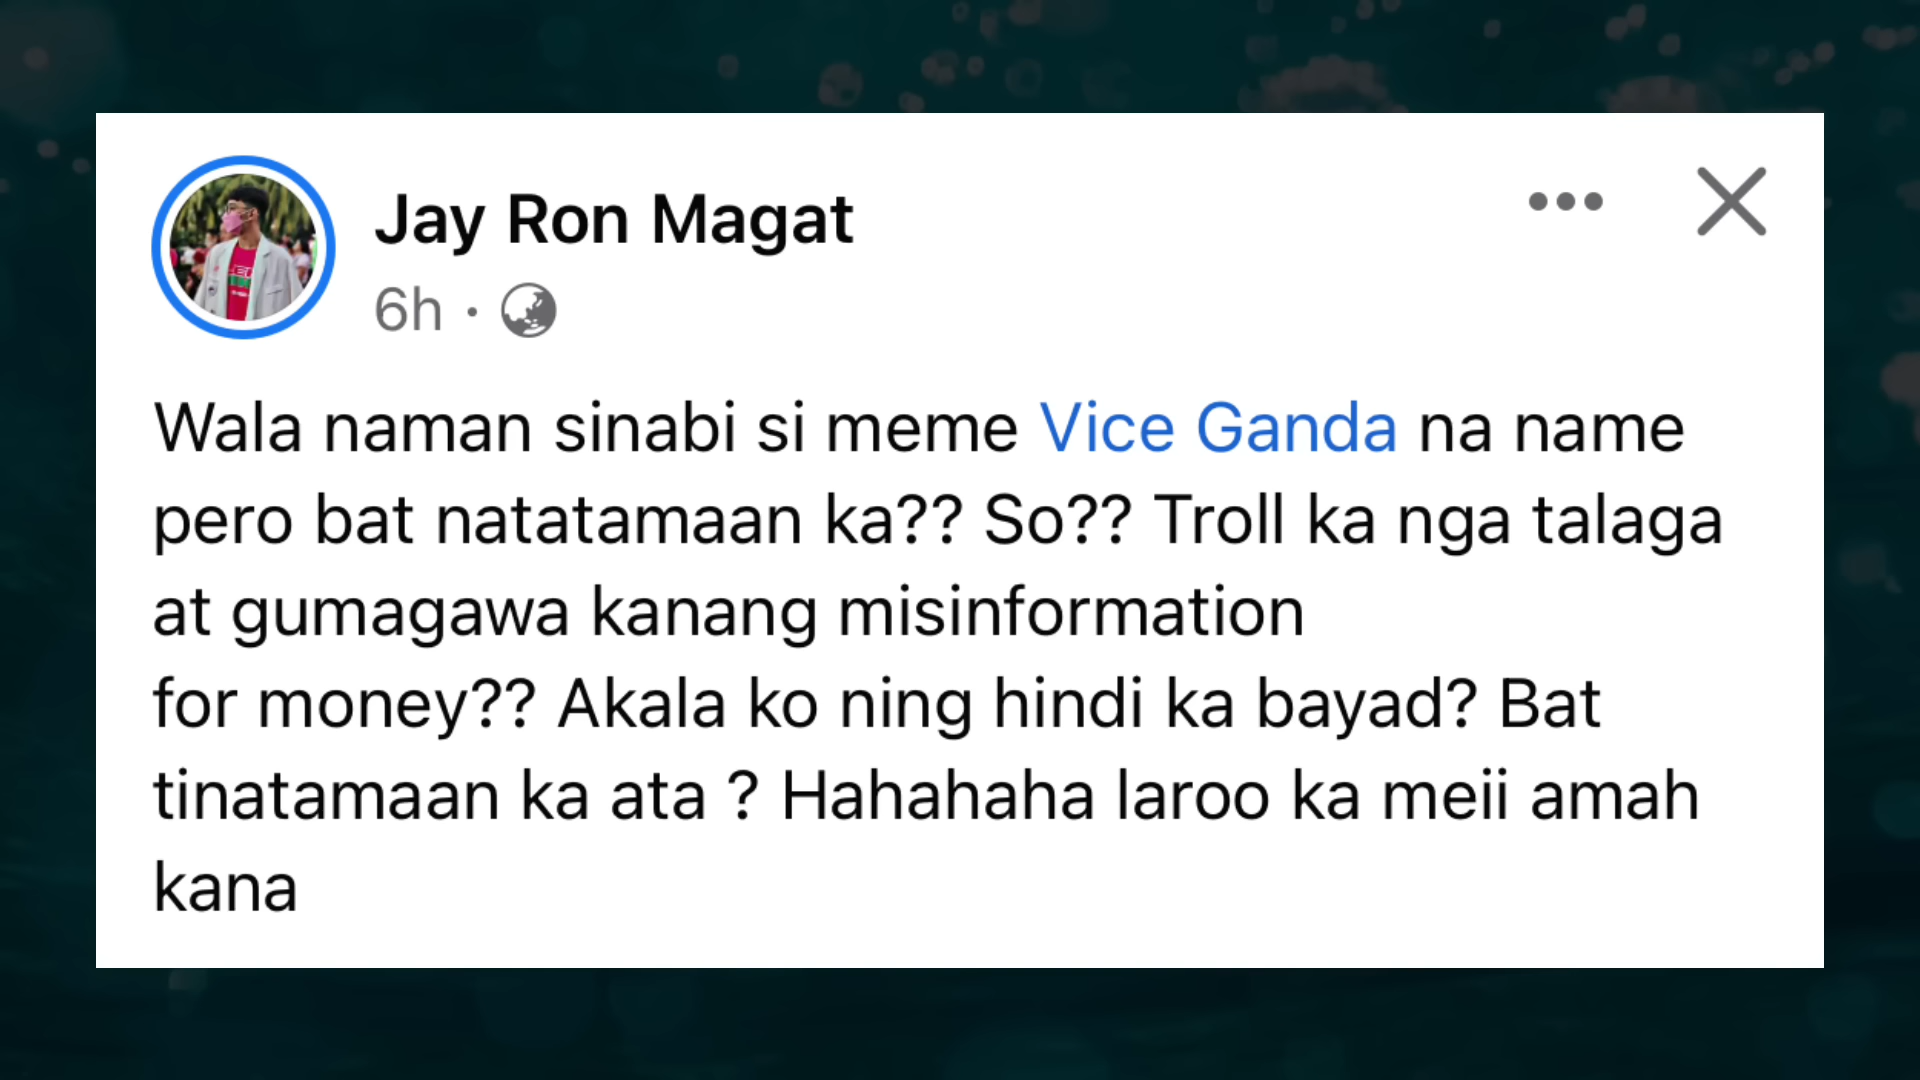 Jay Ron Magat
6h ·
Wala naman sinabi si meme Vice Ganda na name
pero bat natatamaan ka?? So?? Troll ka nga talaga
at gumagawa kanang misinformation
for money?? Akala ko ning hindi ka bayad? Bat
tinatamaan ka ata ? Hahahaha laroo ka meii amah
kana